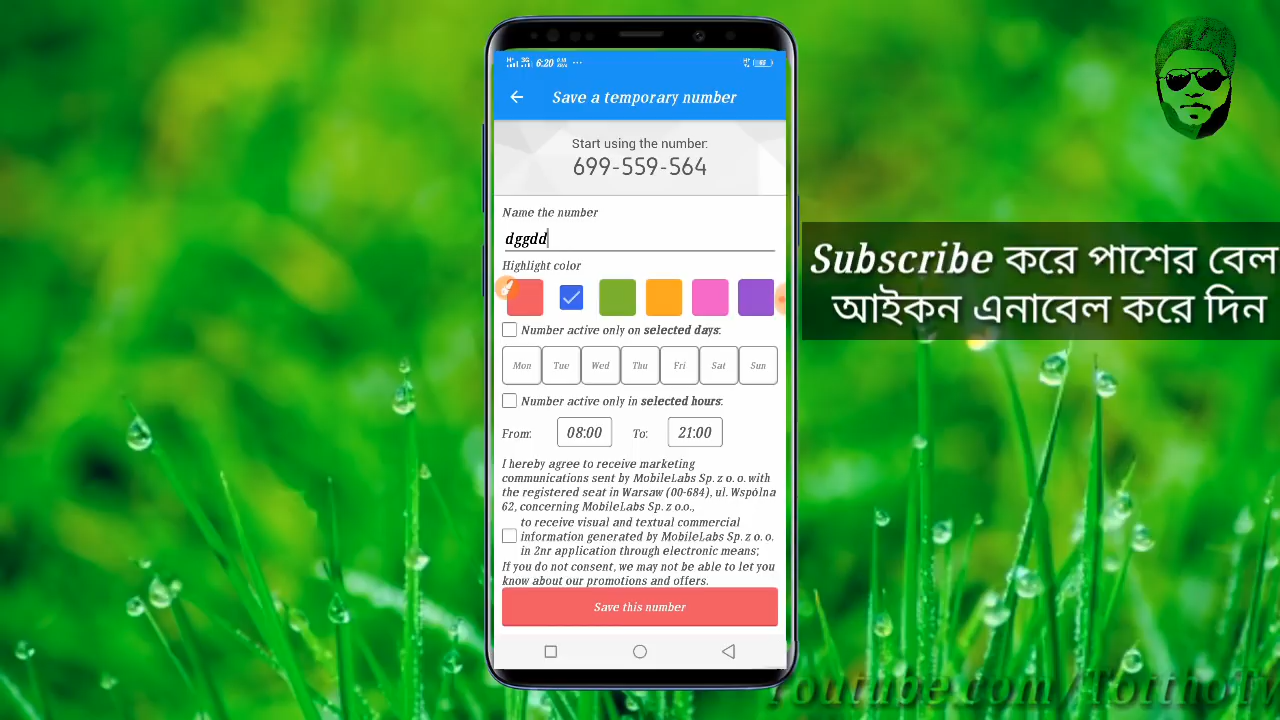 6:20
Save a temporary number
Start using the number:
699-559-564
Name the number
dggdd
Highlight color
Number active only on selected days:
Mon Tue Wed Thu Fri Sat Sun
Number active only in selected hours:
From: 08:00 To: 21:00
I hereby agree to receive marketing
communications sent by MobileLabs Sp. z o. o. with
the registered seat in Warsaw (00-684), ul. Wspólna
62, concerning MobileLabs Sp. z o.o.,
to receive visual and textual commercial
information generated by MobileLabs Sp. z o. o.
in 2nr application through electronic means;
If you do not consent, we may not be able to let you
know about our promotions and offers.
Save this number
Subscribe করে পাশের বেল
আইকন এনাবেল করে দিন
Youtube.com/TotthoTv